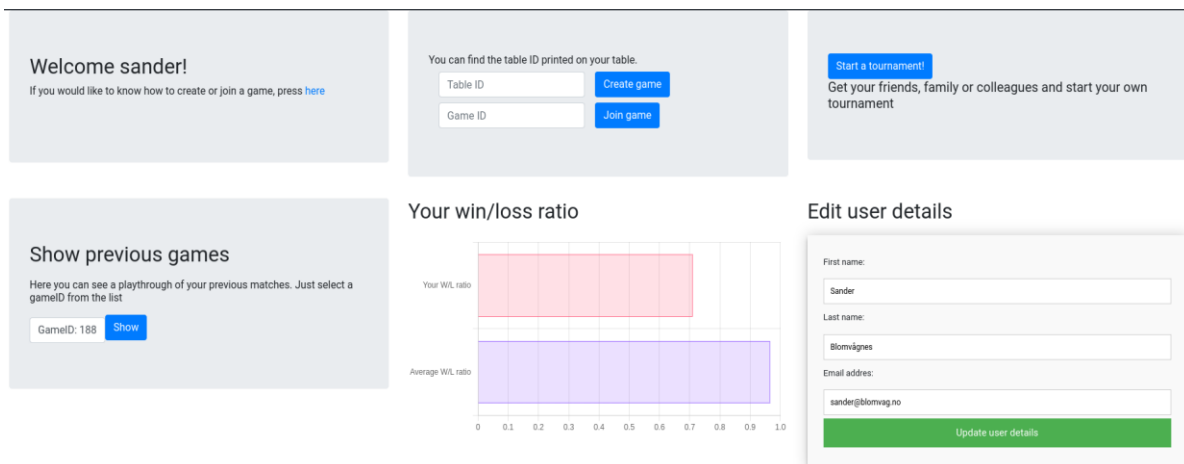 Welcome sander!
If you would like to know how to create or join a game, press here
You can find the table ID printed on your table.
Table ID
Create game
Game ID
Join game
Start a tournament!
Get your friends, family or colleagues and start your own
tournament
Show previous games
Here you can see a playthrough of your previous matches. Just select a
gameID from the list
GameID: 188
Show
Your win/loss ratio
Your W/L ratio
Average W/L ratio
0 0.1 0.2 0.3 0.4 0.5 0.6 0.7 0.8 0.9 1.0
Edit user details
First name:
Sander
Last name:
Blomvågnes
Email addres:
sander@blomvag.no
Update user details